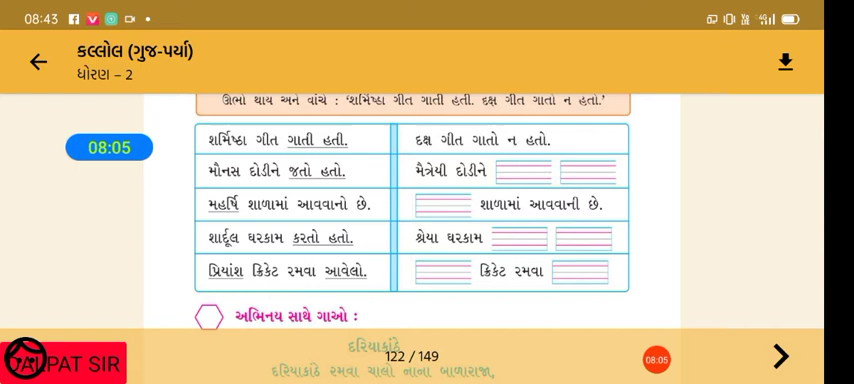 08:43
કલ્લોલ (ગુજ-પર્યા)
ધોરણ – 2
ઊભો થાય અને વાંચે : ‘શર્મિષ્ઠા ગીત ગાતી હતી. દક્ષ ગીત ગાતો ન હતો.’
08:05
શર્મિષ્ઠા ગીત ગાતી હતી. દક્ષ ગીત ગાતો ન હતો.
મૌનસ દોડીને જતો હતો. મૈત્રેયી દોડીને
મહર્ષિ શાળામાં આવવાનો છે. શાળામાં આવવાની છે.
શાર્દૂલ ઘરકામ કરતો હતો. શ્રેયા ઘરકામ
પ્રિયાંશ ક્રિકેટ રમવા આવેલો. ક્રિકેટ રમવા
અભિનય સાથે ગાઓ :
દરિયાકાંઠે
122 / 149
08:05
PAT SIR
દરિયાકાંઠે રમવા ચાલો નાના બાળારાજા,